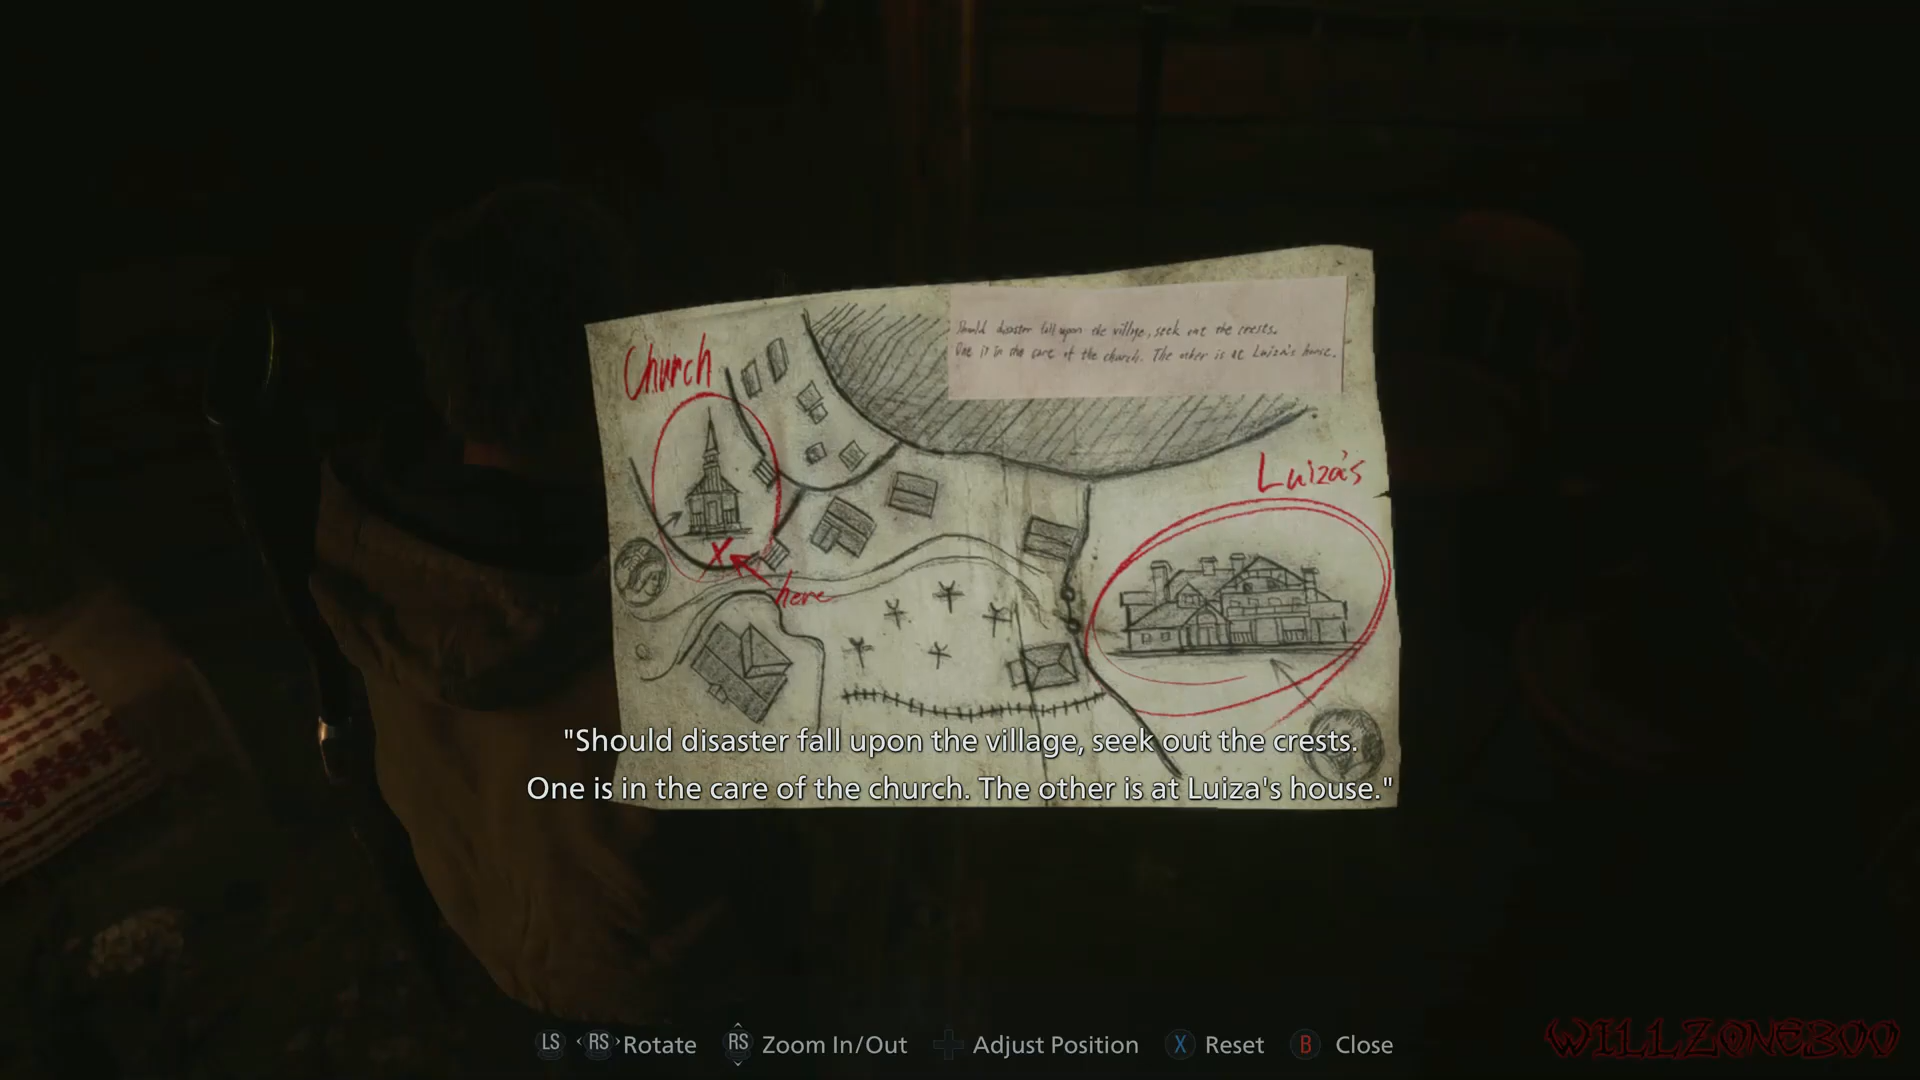 Should disaster fall upon the village, seek out the crests.
One is in the care of the church. The other is at Luiza's house.
Church
Luiza's
X
here
"Should disaster fall upon the village, seek out the crests.
One is in the care of the church. The other is at Luiza's house."
LS RS Rotate RS Zoom In/Out Adjust Position X Reset B Close
WILLZONE800